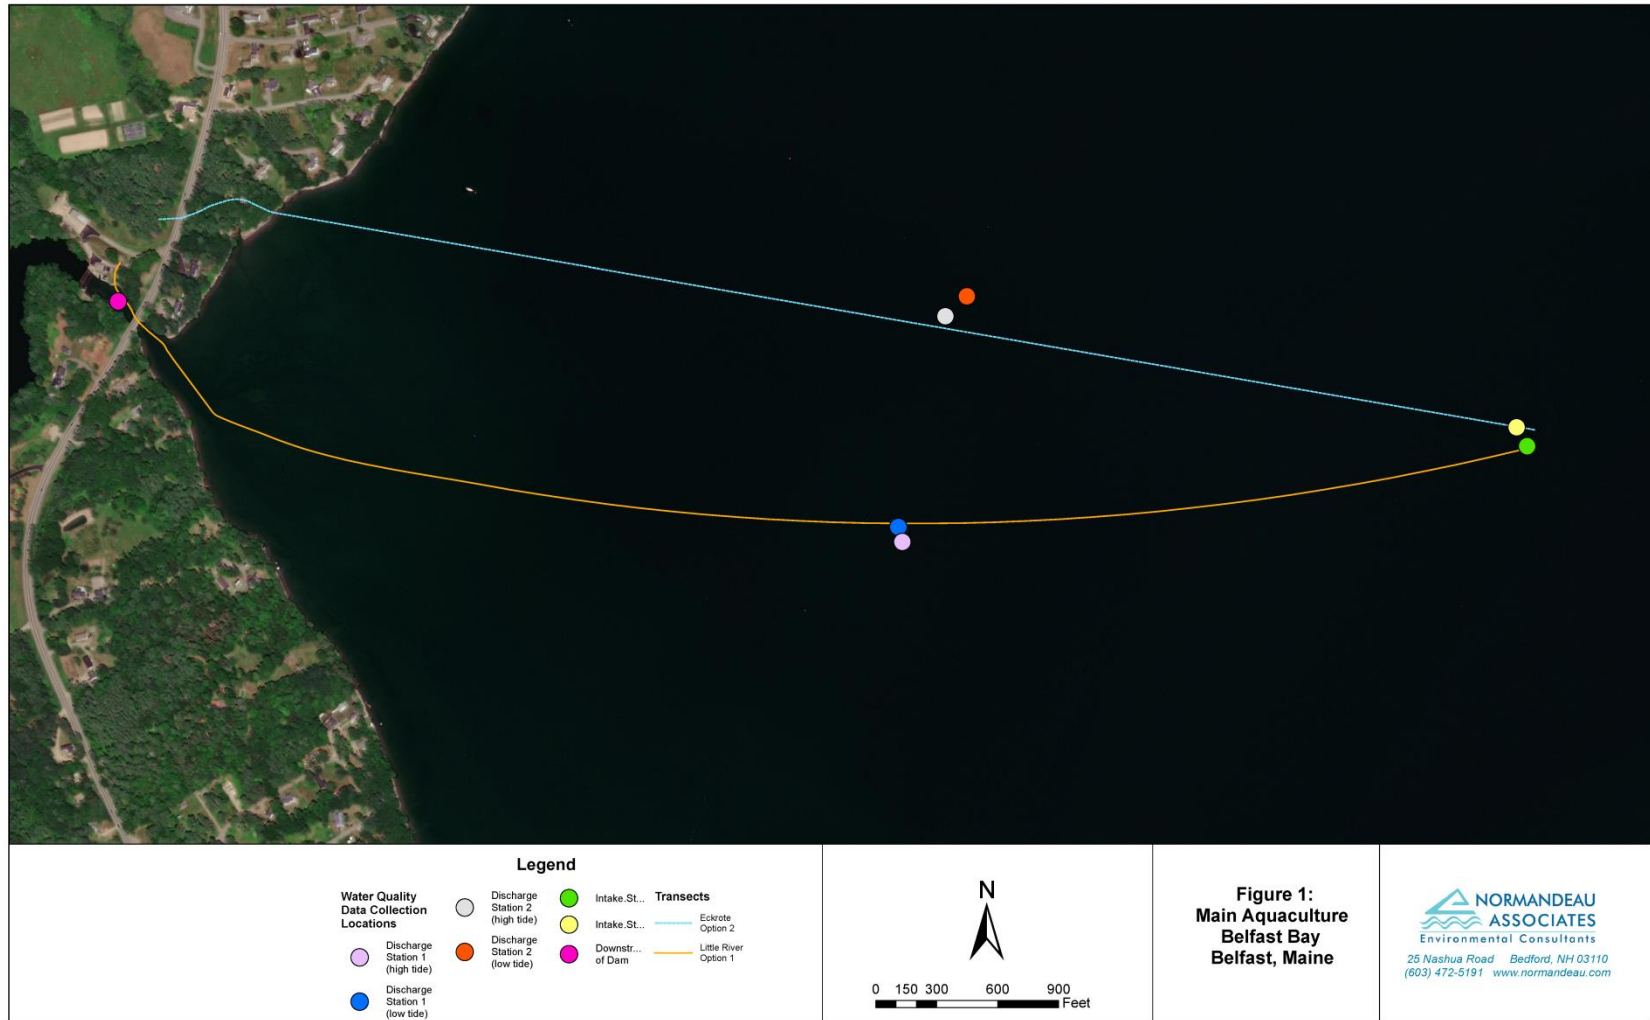 Legend
Water Quality
Data Collection
Locations
Discharge
Station 1
(high tide)
Discharge
Station 1
(low tide)
Discharge
Station 2
(high tide)
Discharge
Station 2
(low tide)
Intake.St...
Intake.St...
Downstr...
of Dam
Transects
Eckrote
Option 2
Little River
Option 1
N
0 150 300 600 900
Feet
Figure 1:
Main Aquaculture
Belfast Bay
Belfast, Maine
NORMANDEAU
ASSOCIATES
Environmental Consultants
25 Nashua Road Bedford, NH 03110
(603) 472-5191 www.normandeau.com